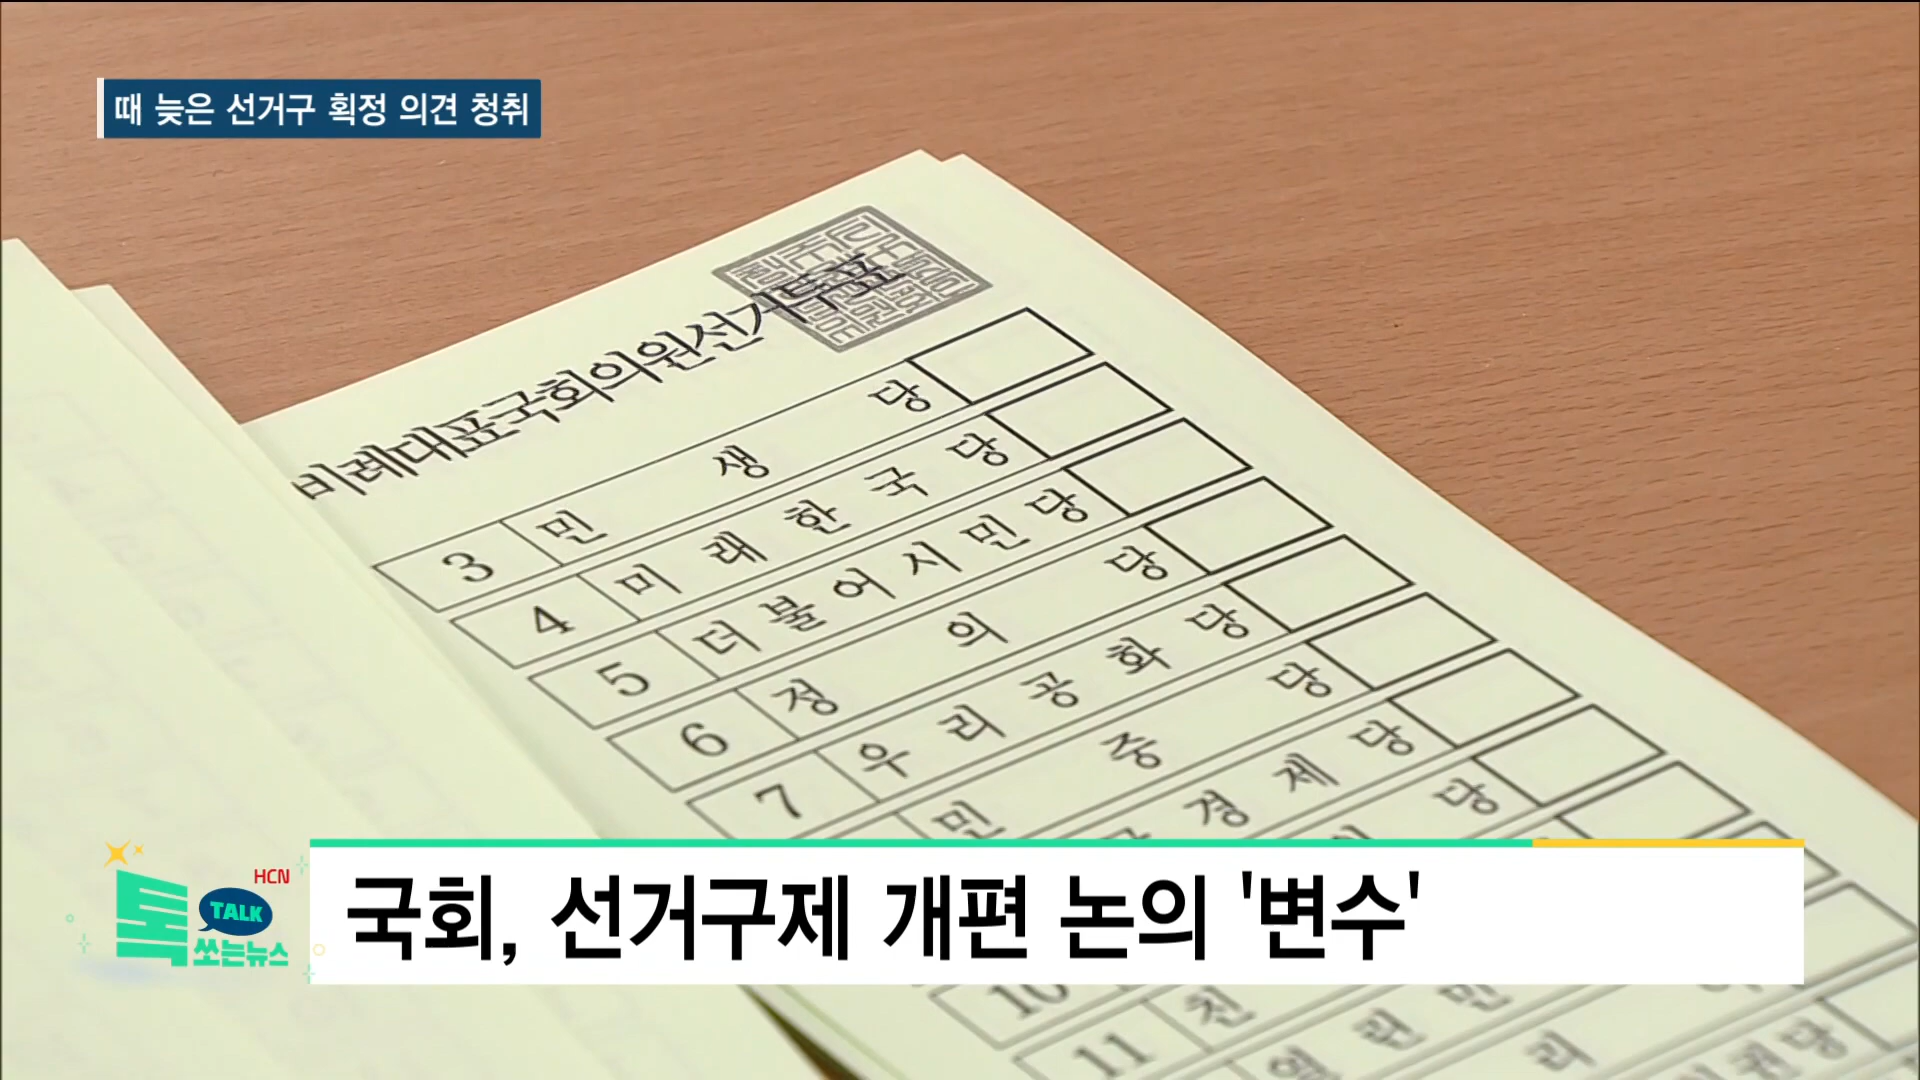 때 늦은 선거구 획정 의견 청취
비례대표국회의원선거투표
3 민생당
4 미래한국당
5 더불어시민당
6 정의당
7 우리공화당
민중당
경제당
당
HCN
톡 TALK
쏘는뉴스
국회, 선거구제 개편 논의 '변수'
10
11 친